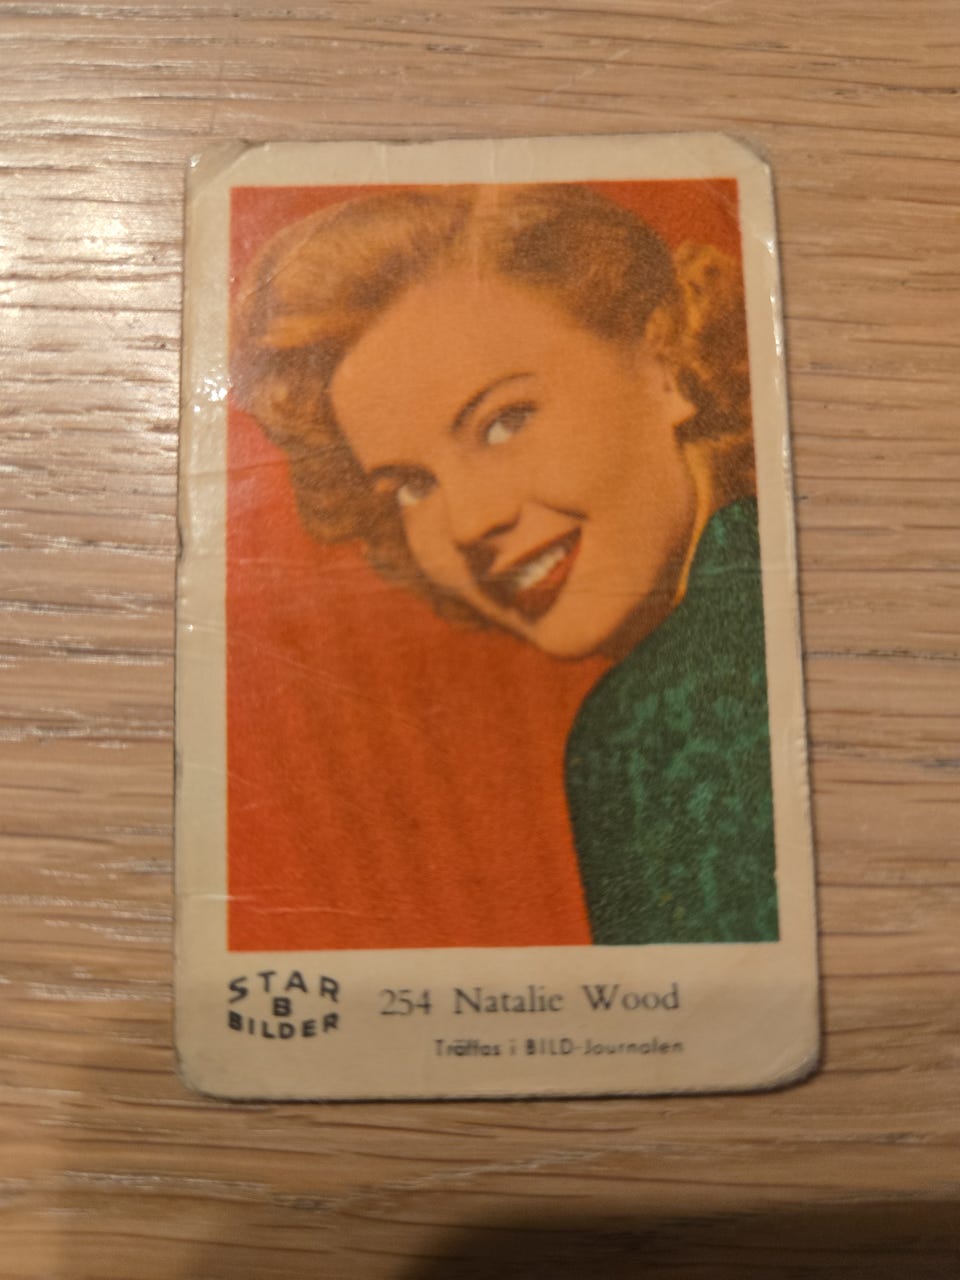 STAR
B
BILDER
254 Natalie Wood
Träffas i BILD-Journalen